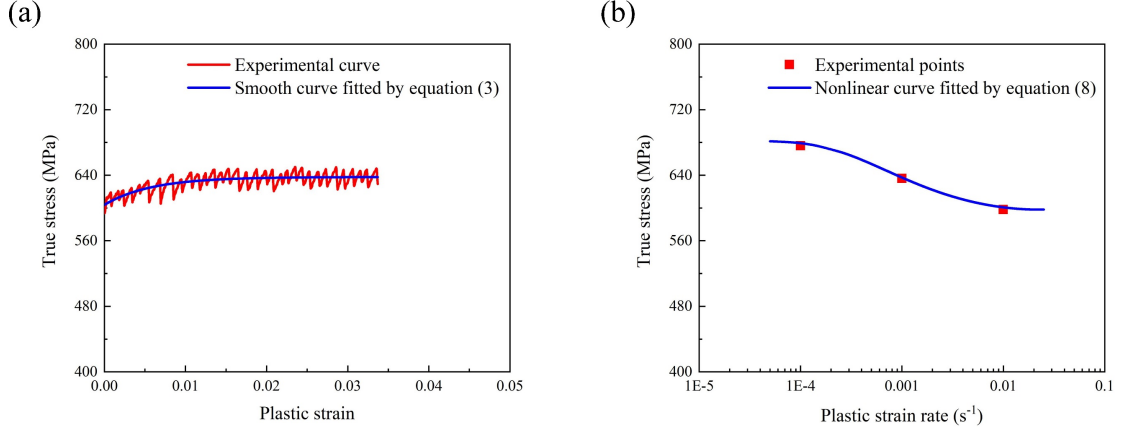 (a)
800
720
640
560
480
400
True stress (MPa)
Experimental curve
Smooth curve fitted by equation (3)
0.00
0.01
0.02
0.03
0.04
0.05
Plastic strain
(b)
800
720
640
560
480
400
True stress (MPa)
Experimental points
Nonlinear curve fitted by equation (8)
1E-5
1E-4
0.001
0.01
0.1
Plastic strain rate (s⁻¹)